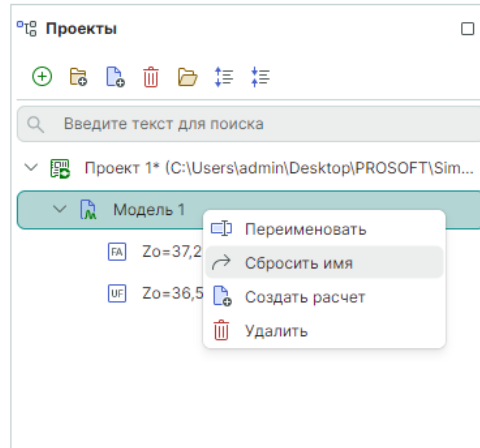 Проекты
Введите текст для поиска
Проект 1* (C:\Users\admin\Desktop\PROSOFT\Sim...
Модель 1
Переименовать
FA Zo=37,2
Сбросить имя
UF Zo=36,5
Создать расчет
Удалить